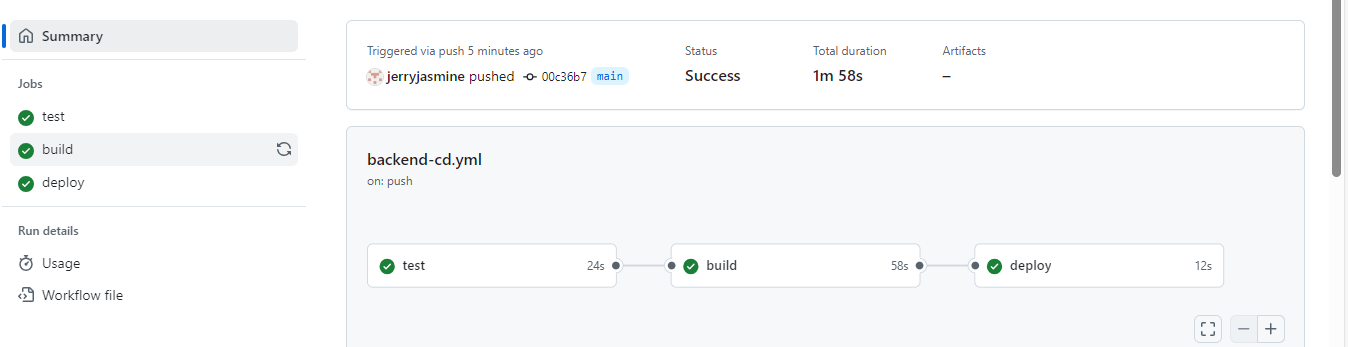 Summary
Jobs
test
build
deploy
Run details
Usage
Workflow file
Triggered via push 5 minutes ago
jerryjasmine pushed 00c36b7 main
Status
Success
Total duration
1m 58s
Artifacts
–
backend-cd.yml
on: push
test 24s
build 58s
deploy 12s